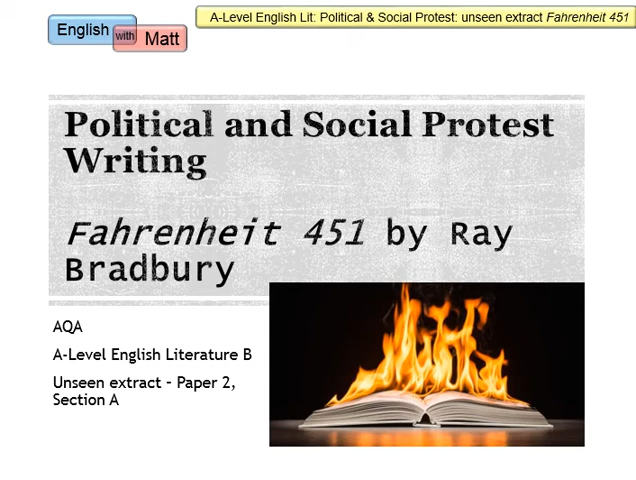 English with Matt
A-Level English Lit: Political & Social Protest: unseen extract Fahrenheit 451
Political and Social Protest
Writing
Fahrenheit 451 by Ray
Bradbury
AQA
A-Level English Literature B
Unseen extract – Paper 2,
Section A